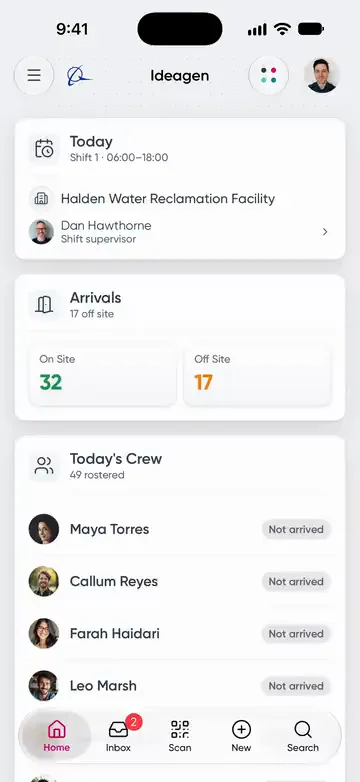 9:41
Ideagen
Today
Shift 1 · 06:00–18:00
Halden Water Reclamation Facility
Dan Hawthorne
Shift supervisor
Arrivals
17 off site
On Site
Off Site
32
17
Today's Crew
49 rostered
Maya Torres
Not arrived
Callum Reyes
Not arrived
Farah Haidari
Not arrived
Leo Marsh
Not arrived
2
Home
Inbox
Scan
New
Search